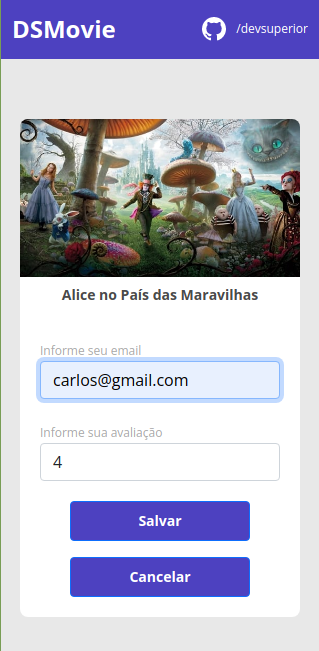 DSMovie
/devsuperior
Alice no País das Maravilhas
Informe seu email
carlos@gmail.com
Informe sua avaliação
4
Salvar
Cancelar